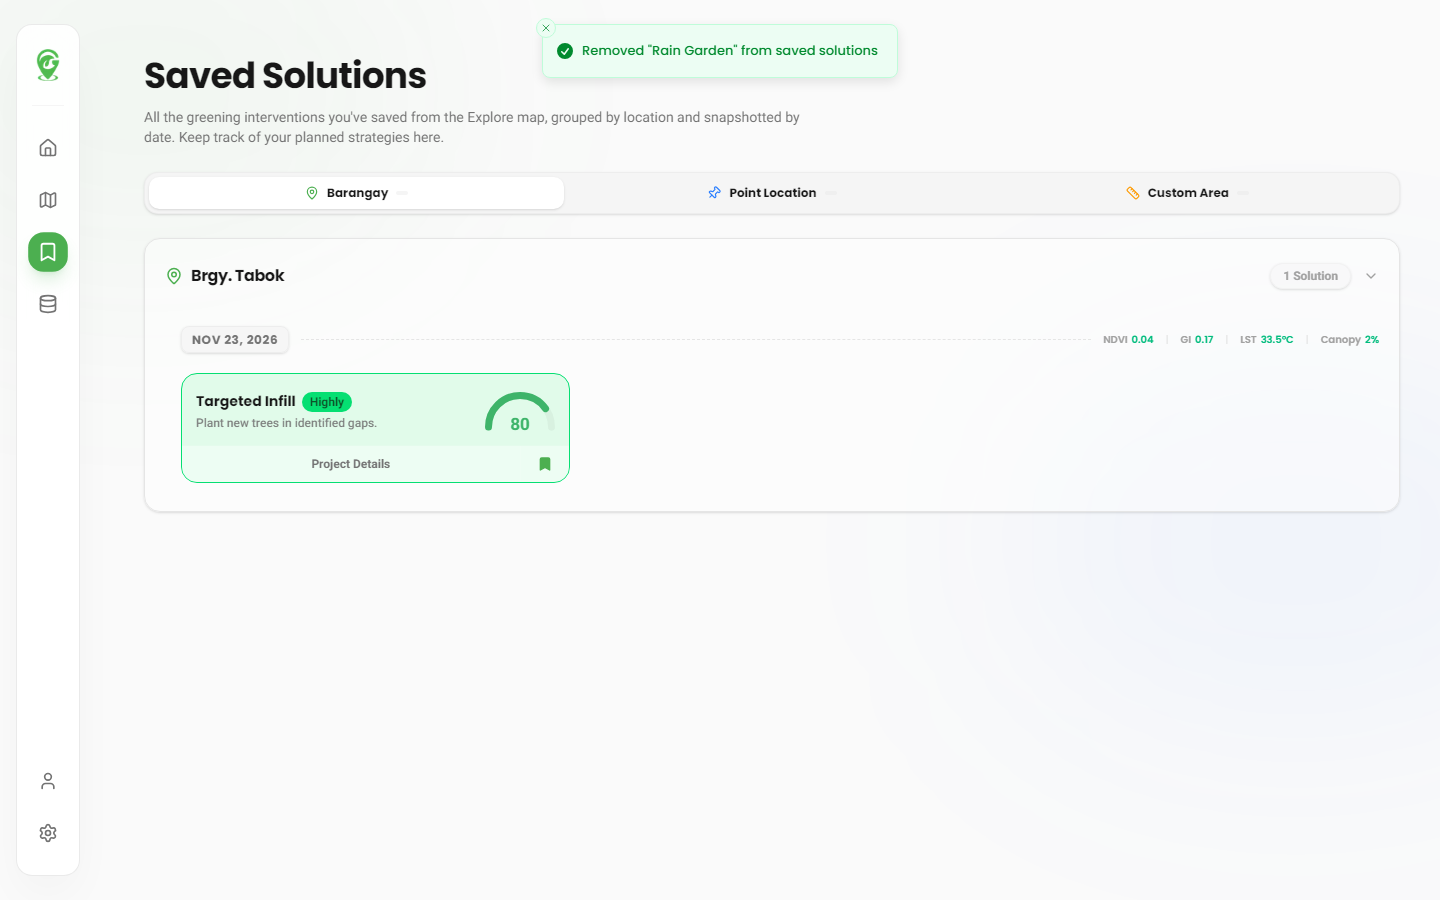 Removed "Rain Garden" from saved solutions
Saved Solutions
All the greening interventions you've saved from the Explore map, grouped by location and snapshotted by
date. Keep track of your planned strategies here.
Barangay
Point Location
Custom Area
Brgy. Tabok
1 Solution
NOV 23, 2026
NDVI 0.04
GI 0.17
LST 33.5°C
Canopy 2%
Targeted Infill
Highly
Plant new trees in identified gaps.
80
Project Details